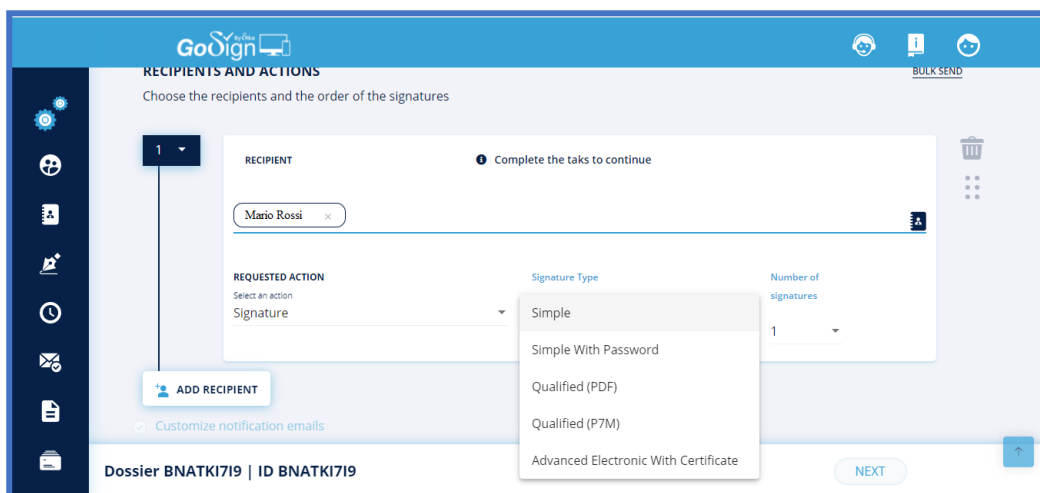 GoSign
RECIPIENTS AND ACTIONS
BULK SEND
Choose the recipients and the order of the signatures
1
RECIPIENT
Complete the taks to continue
Mario Rossi ×
REQUESTED ACTION
Signature Type
Number of
signatures
Select an action
Signature
Simple
1
Simple With Password
Qualified (PDF)
Qualified (P7M)
Advanced Electronic With Certificate
ADD RECIPIENT
Customize notification emails
Dossier BNATKI7I9 | ID BNATKI7I9
NEXT